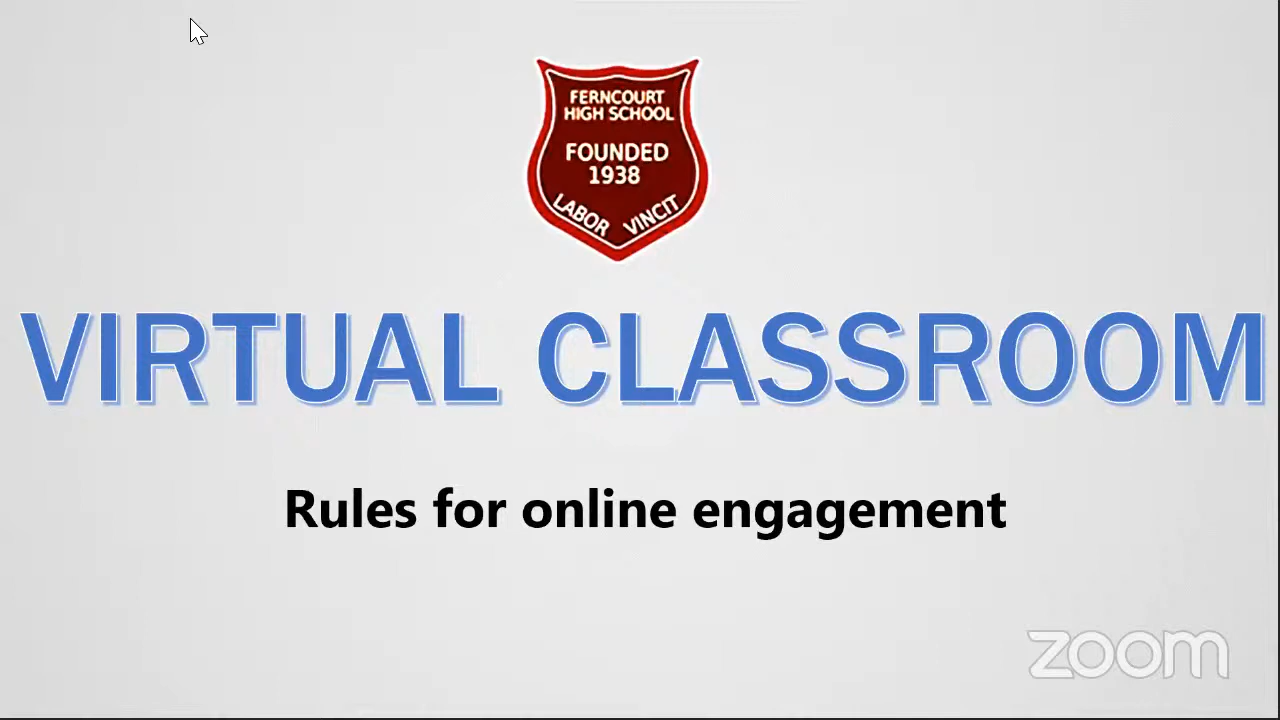 FERNCOURT
HIGH SCHOOL
FOUNDED
1938
LABOR VINCIT
VIRTUAL CLASSROOM
Rules for online engagement
zoom